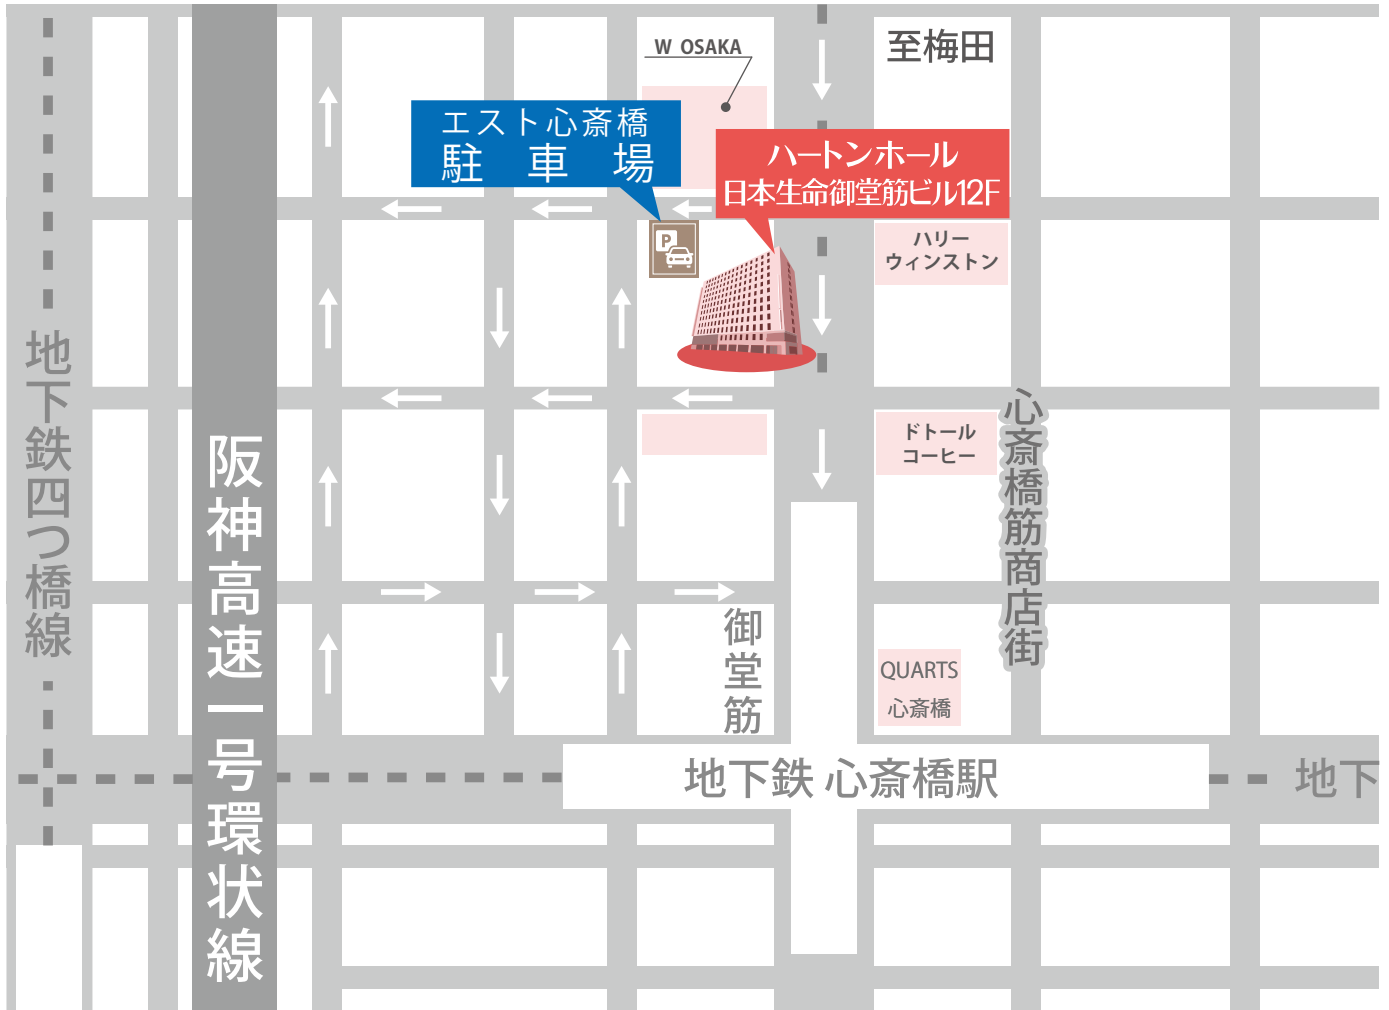 W OSAKA
至梅田
エスト心斎橋
駐車場
ハートンホール
日本生命御堂筋ビル12F
P
ハリー
ウィンストン
地下鉄四つ橋線
阪神高速一号環状線
ドトール
コーヒー
心斎橋筋商店街
御堂筋
QUARTS
心斎橋
地下鉄 心斎橋駅
地下